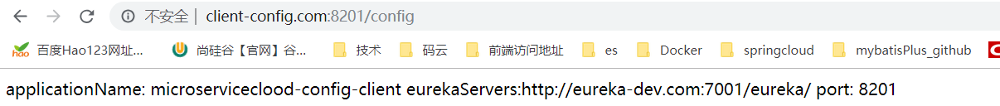 不安全 | client-config.com:8201/config
hao 百度Hao123网址... 尚硅谷【官网】谷... 技术 码云 前端访问地址 es Docker springcloud mybatisPlus_github
applicationName: microserviceclood-config-client eurekaServers:http://eureka-dev.com:7001/eureka/ port: 8201